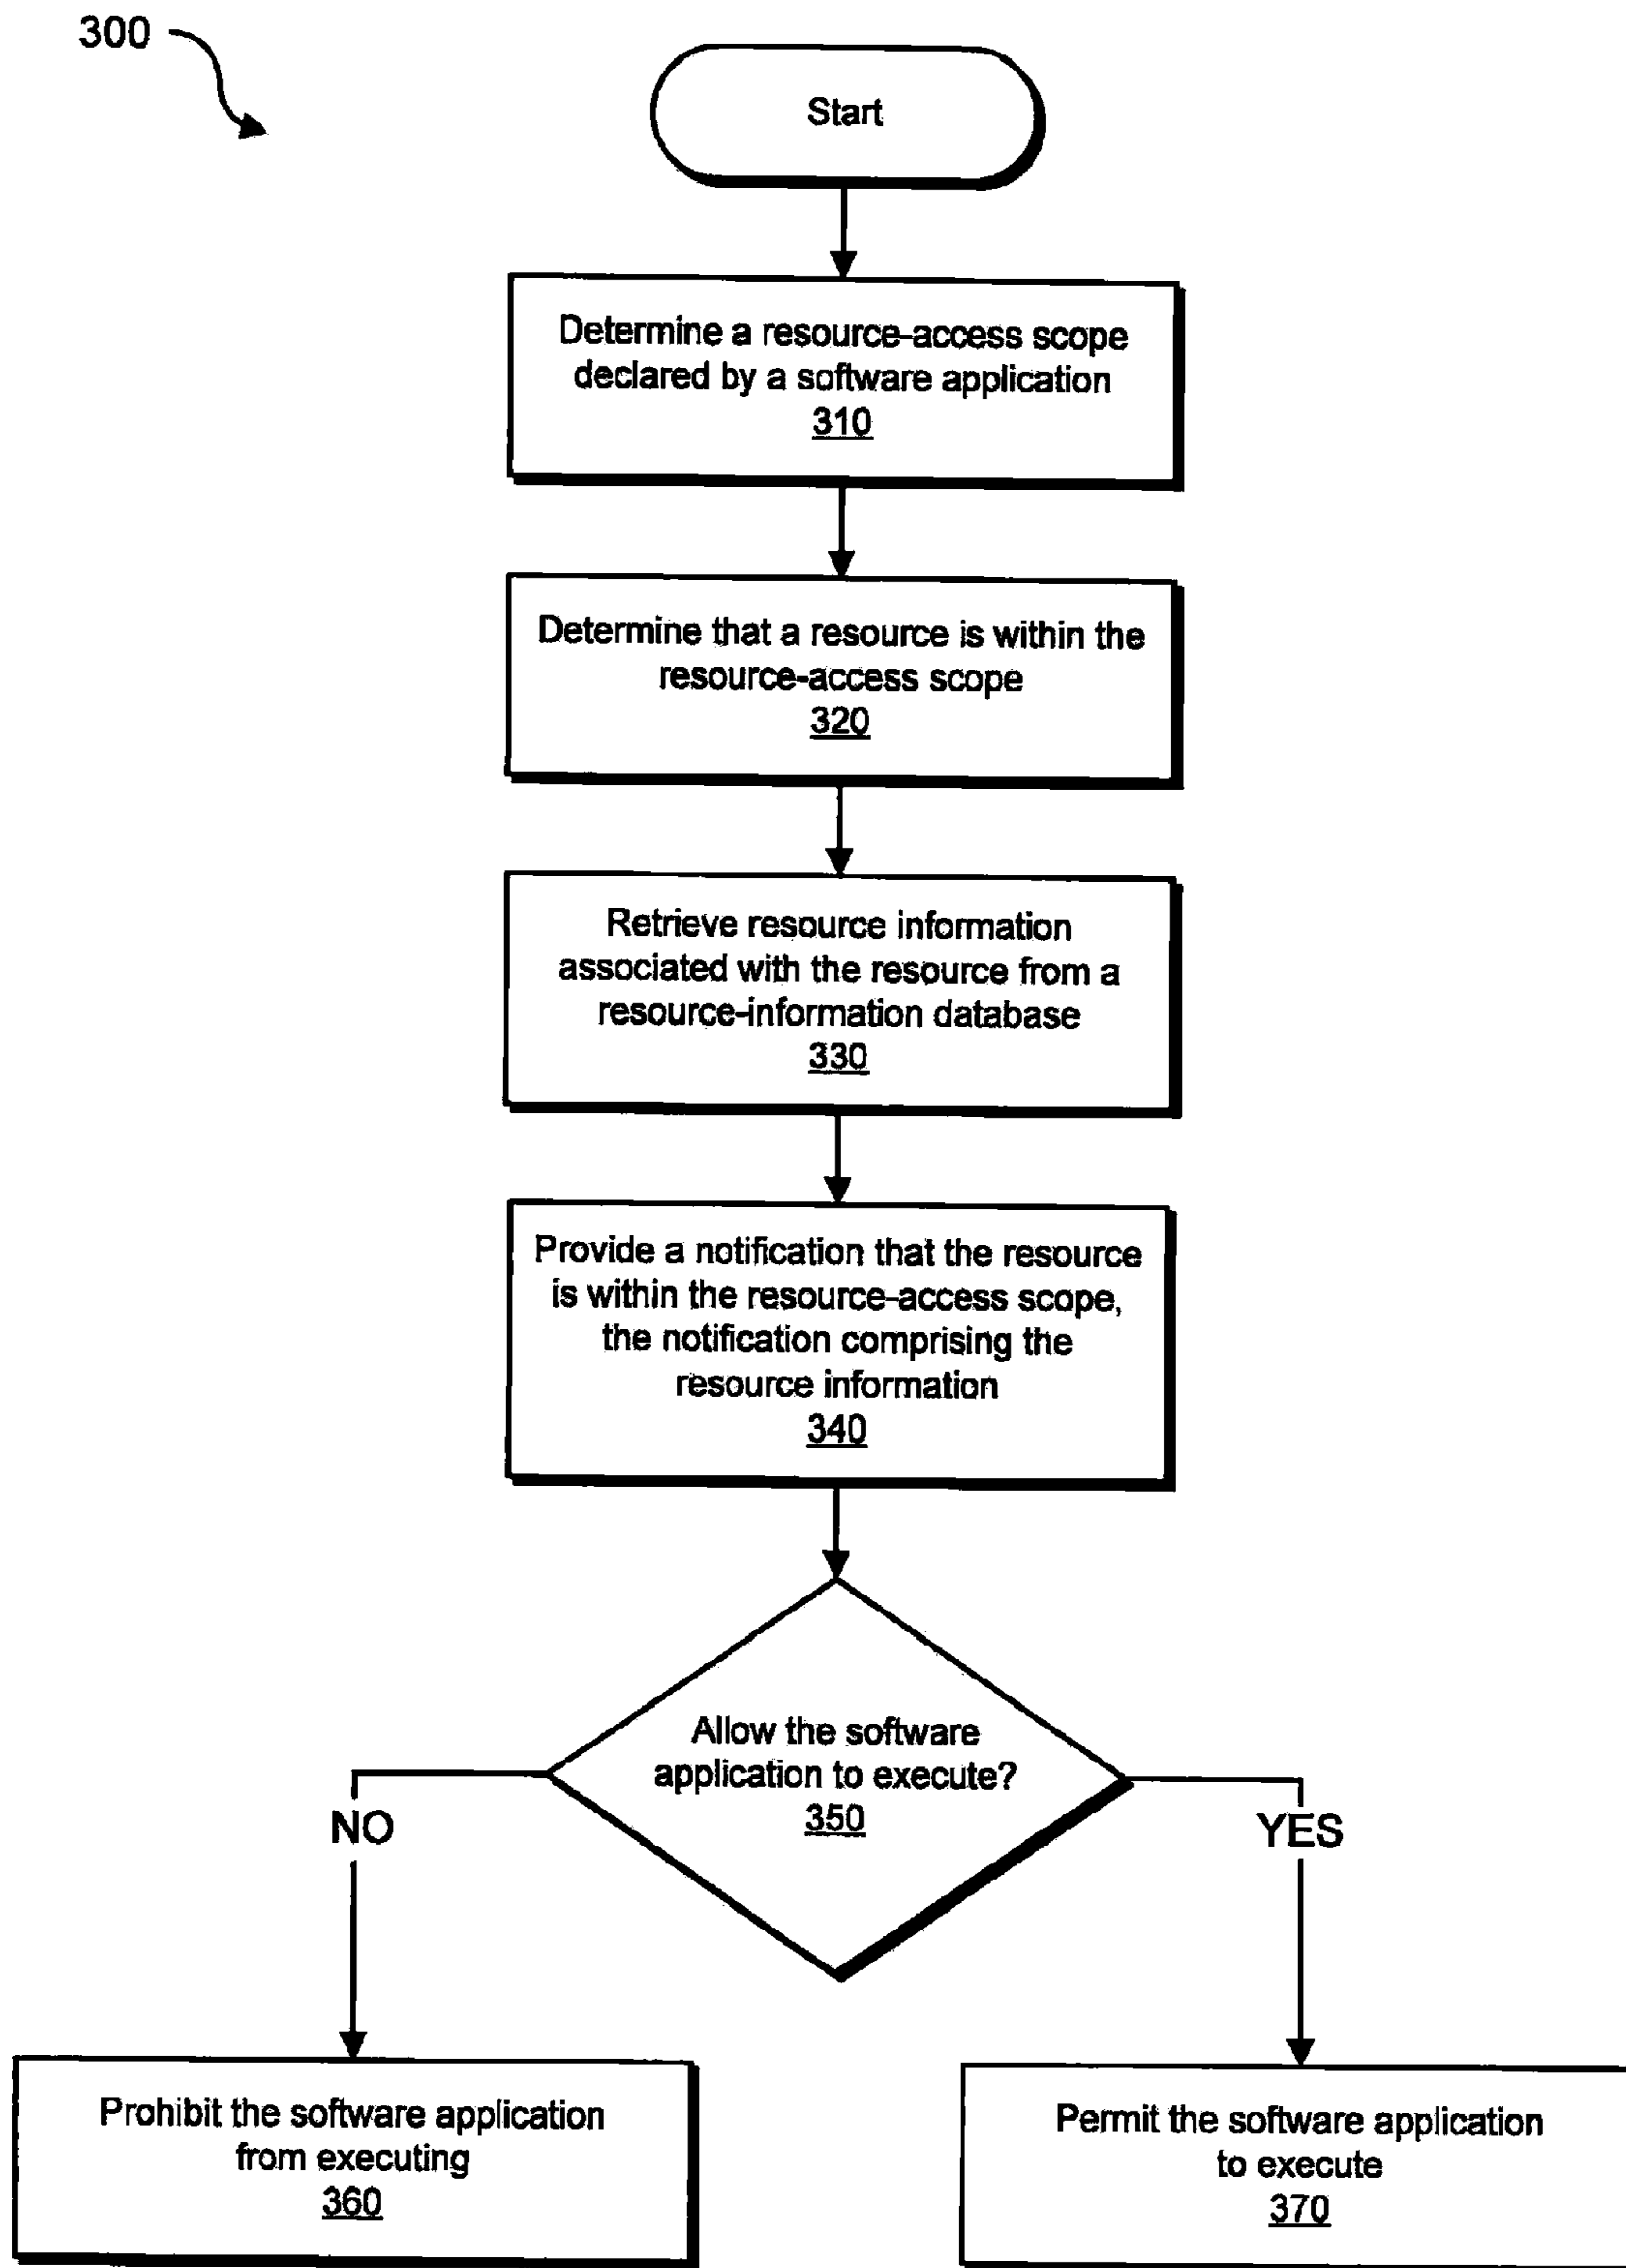 300
Start
Determine a resource-access scope
declared by a software application
310
Determine that a resource is within the
resource-access scope
320
Retrieve resource information
associated with the resource from a
resource-information database
330
Provide a notification that the resource
is within the resource-access scope,
the notification comprising the
resource information
340
Allow the software
application to execute?
350
NO
YES
Prohibit the software application
from executing
360
Permit the software application
to execute
370